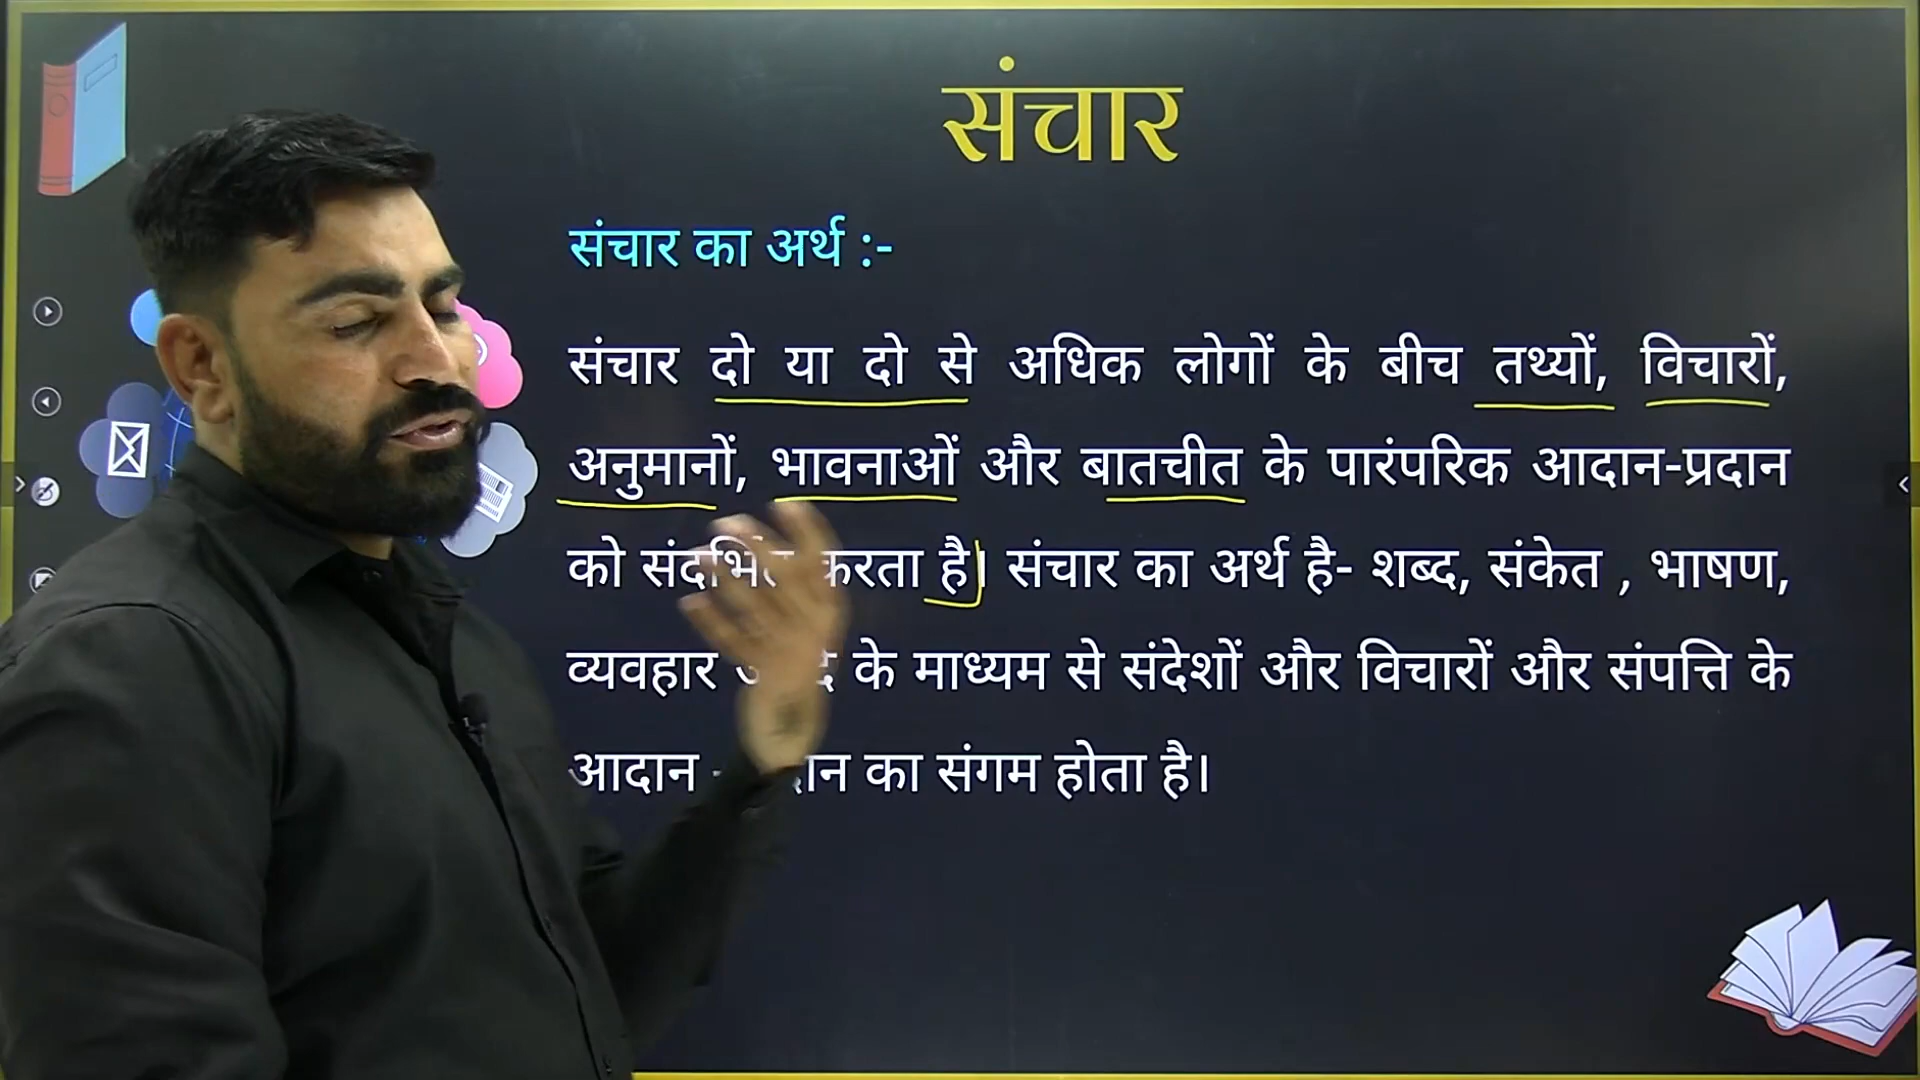 संचार
संचार का अर्थ :-
संचार दो या दो से अधिक लोगों के बीच तथ्यों, विचारों,
अनुमानों, भावनाओं और बातचीत के पारंपरिक आदान-प्रदान
को करता है। संचार का अर्थ है- शब्द, संकेत , भाषण,
व्यवहार के माध्यम से संदेशों और विचारों और संपत्ति के
आदान का संगम होता है।